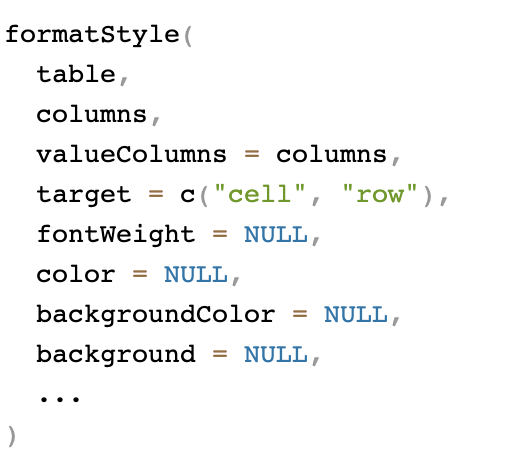 formatStyle(
  table,
  columns,
  valueColumns = columns,
  target = c("cell", "row"),
  fontWeight = NULL,
  color = NULL,
  backgroundColor = NULL,
  background = NULL,
  ...
)